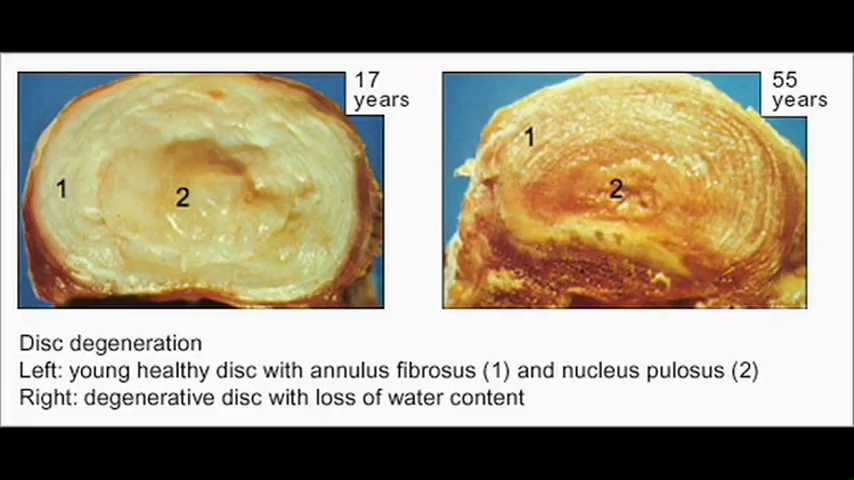 17
years
55
years
1
2
1
2
Disc degeneration
Left: young healthy disc with annulus fibrosus (1) and nucleus pulosus (2)
Right: degenerative disc with loss of water content